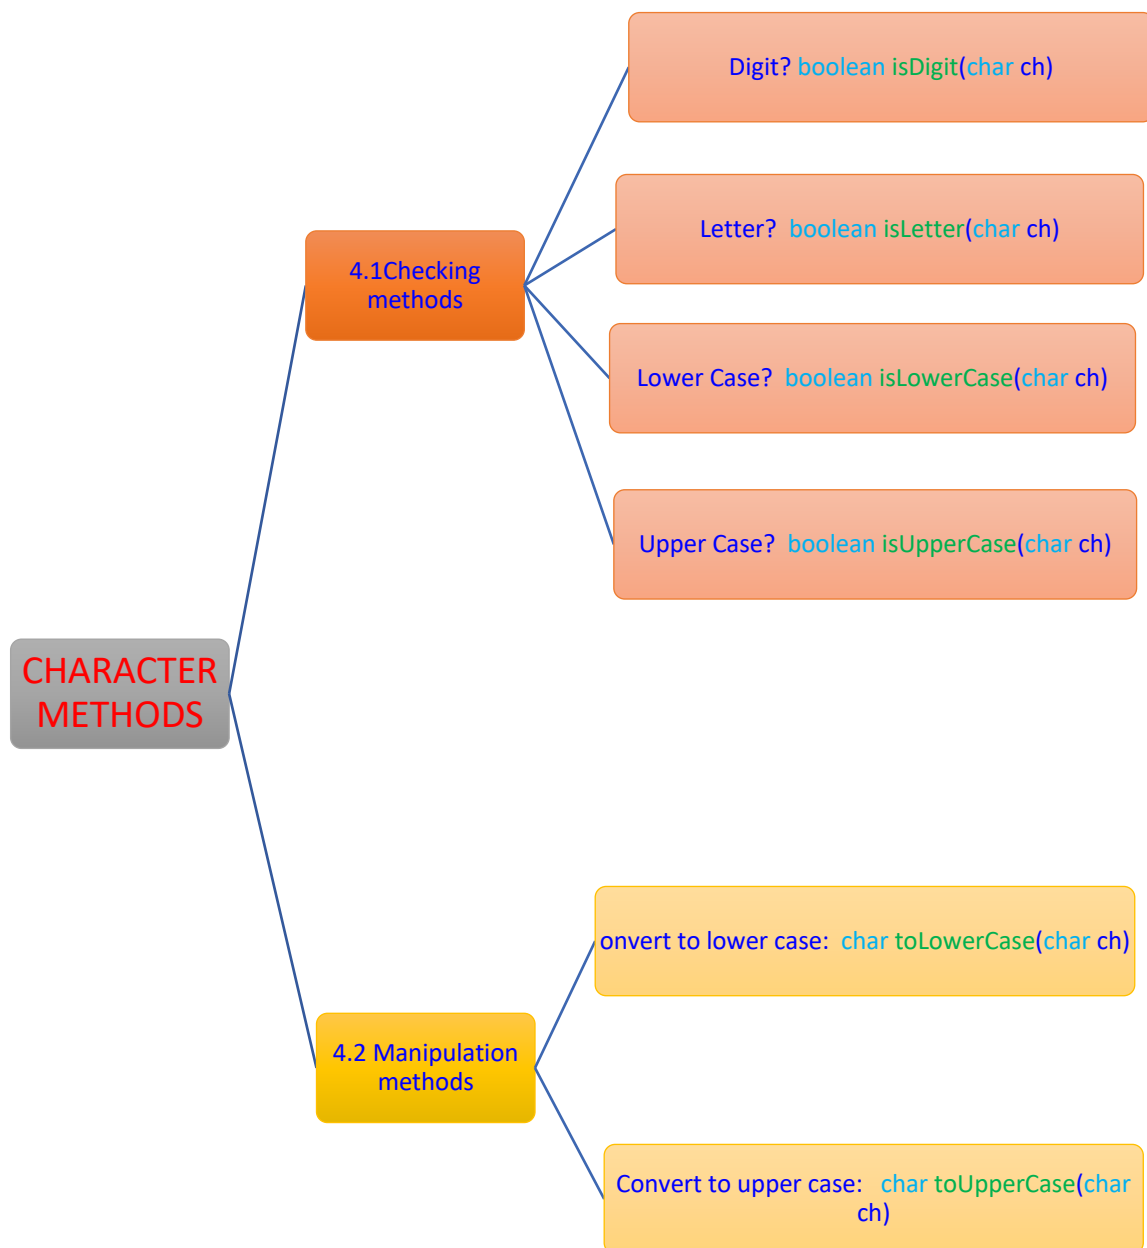 Digit? boolean isDigit(char ch)
Letter? boolean isLetter(char ch)
4.1Checking
methods
Lower Case? boolean isLowerCase(char ch)
Upper Case? boolean isUpperCase(char ch)
CHARACTER
METHODS
onvert to lower case: char toLowerCase(char ch)
4.2 Manipulation
methods
Convert to upper case: char toUpperCase(char
ch)